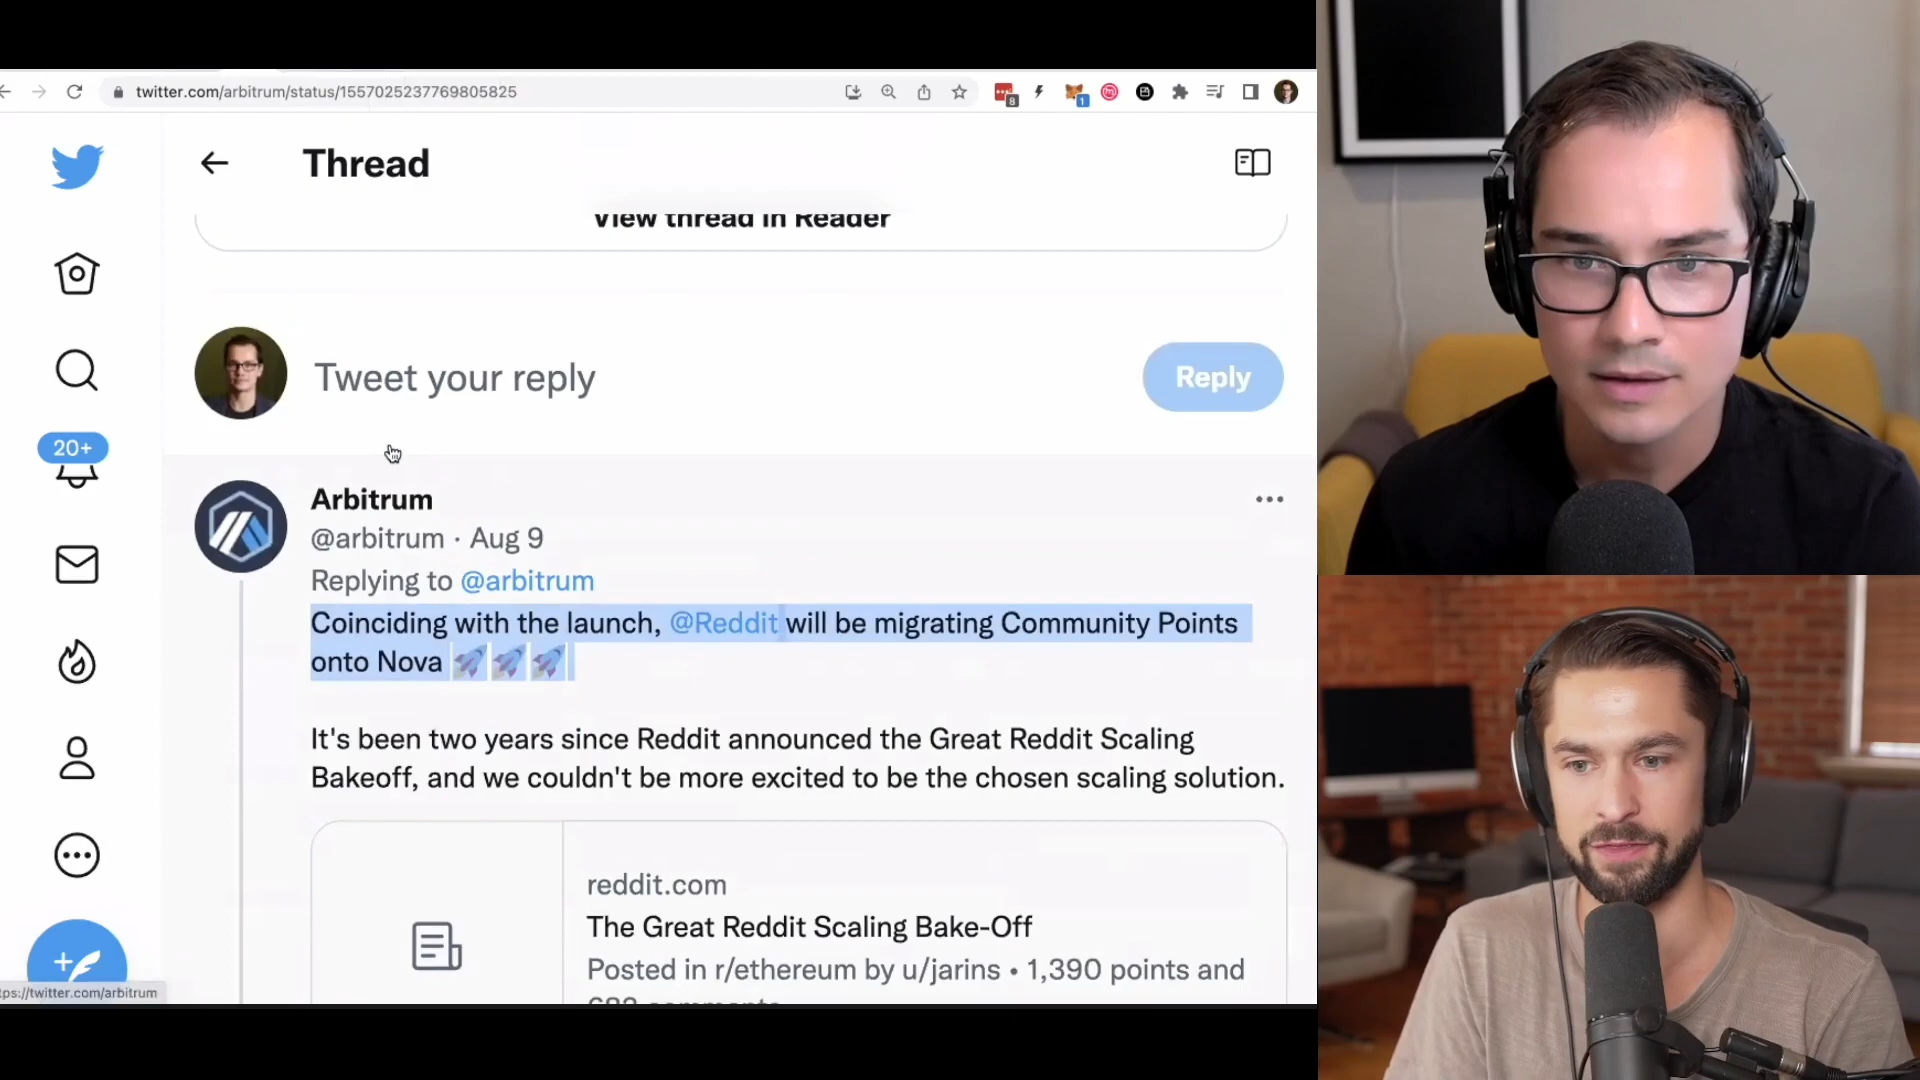 twitter.com/arbitrum/status/1557025237769805825
8
1
Thread
View thread in Reader
Tweet your reply
Reply
20+
Arbitrum
@arbitrum · Aug 9
Replying to @arbitrum
Coinciding with the launch, @Reddit will be migrating Community Points
onto Nova 🚀🚀🚀
It's been two years since Reddit announced the Great Reddit Scaling
Bakeoff, and we couldn't be more excited to be the chosen scaling solution.
reddit.com
The Great Reddit Scaling Bake-Off
Posted in r/ethereum by u/jarins • 1,390 points and
tps://twitter.com/arbitrum